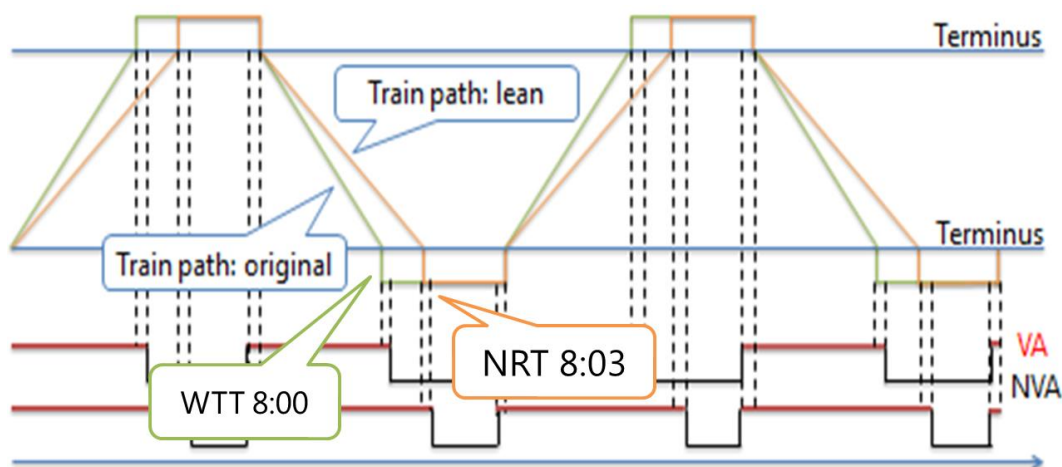 Terminus
Train path: lean
Terminus
Train path: original
NRT 8:03
VA
NVA
WTT 8:00